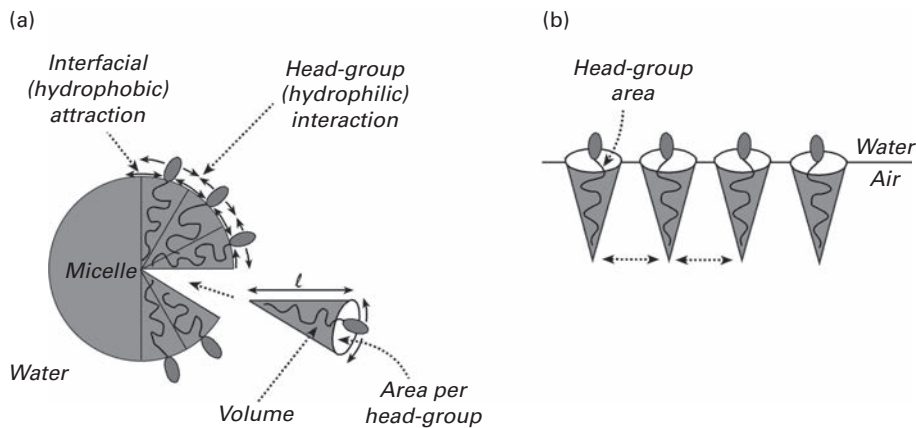 (a)
Interfacial
(hydrophobic)
attraction
Head-group
(hydrophilic)
interaction
Micelle
ℓ
Water
Volume
Area per
head-group
(b)
Head-group
area
Water
Air